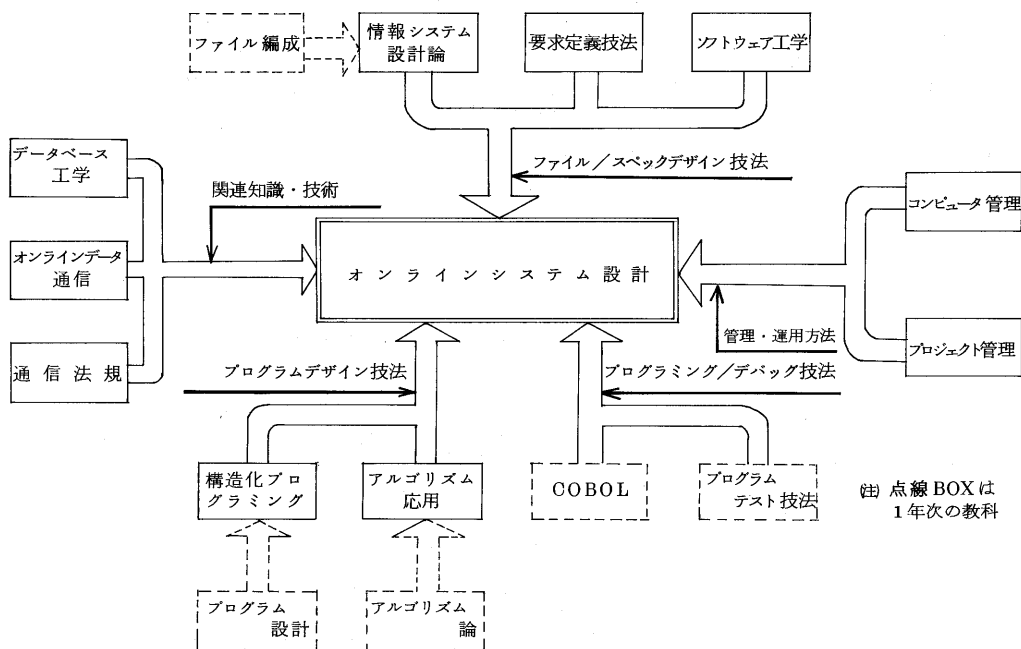 ファイル編成
情報システム
設計論
要求定義技法
ソフトウェア工学
データベース
工学
ファイル/スペックデザイン技法
関連知識・技術
コンピュータ管理
オンラインデータ
通信
オンラインシステム設計
管理・運用方法
プロジェクト管理
通信法規
プログラムデザイン技法
プログラミング/デバッグ技法
構造化プロ
グラミング
アルゴリズム
応用
COBOL
プログラム
テスト技法
(注) 点線BOXは
1年次の教科
プログラム
設計
アルゴリズム
論